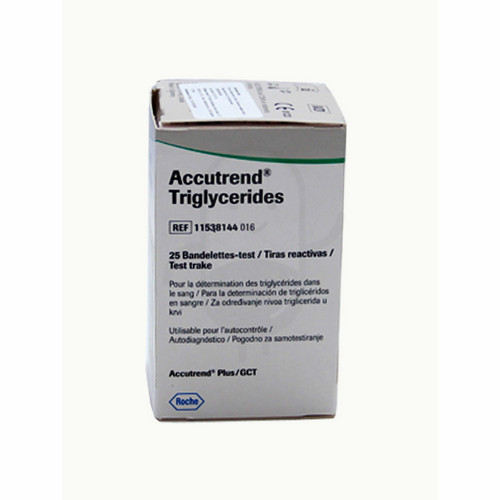 Accutrend®
Triglycerides
REF 11538144 016
25 Bandelettes-test / Tiras reactivas /
Test trake
Pour la détermination des triglycérides dans
le sang / Para la determinación de triglicéridos
en sangre / Za određivanje nivoa triglicerida u
krvi
Utilisable pour l'autocontrôle /
Autodiagnóstico / Pogodno za samotestiranje
Accutrend® Plus/GCT
Roche